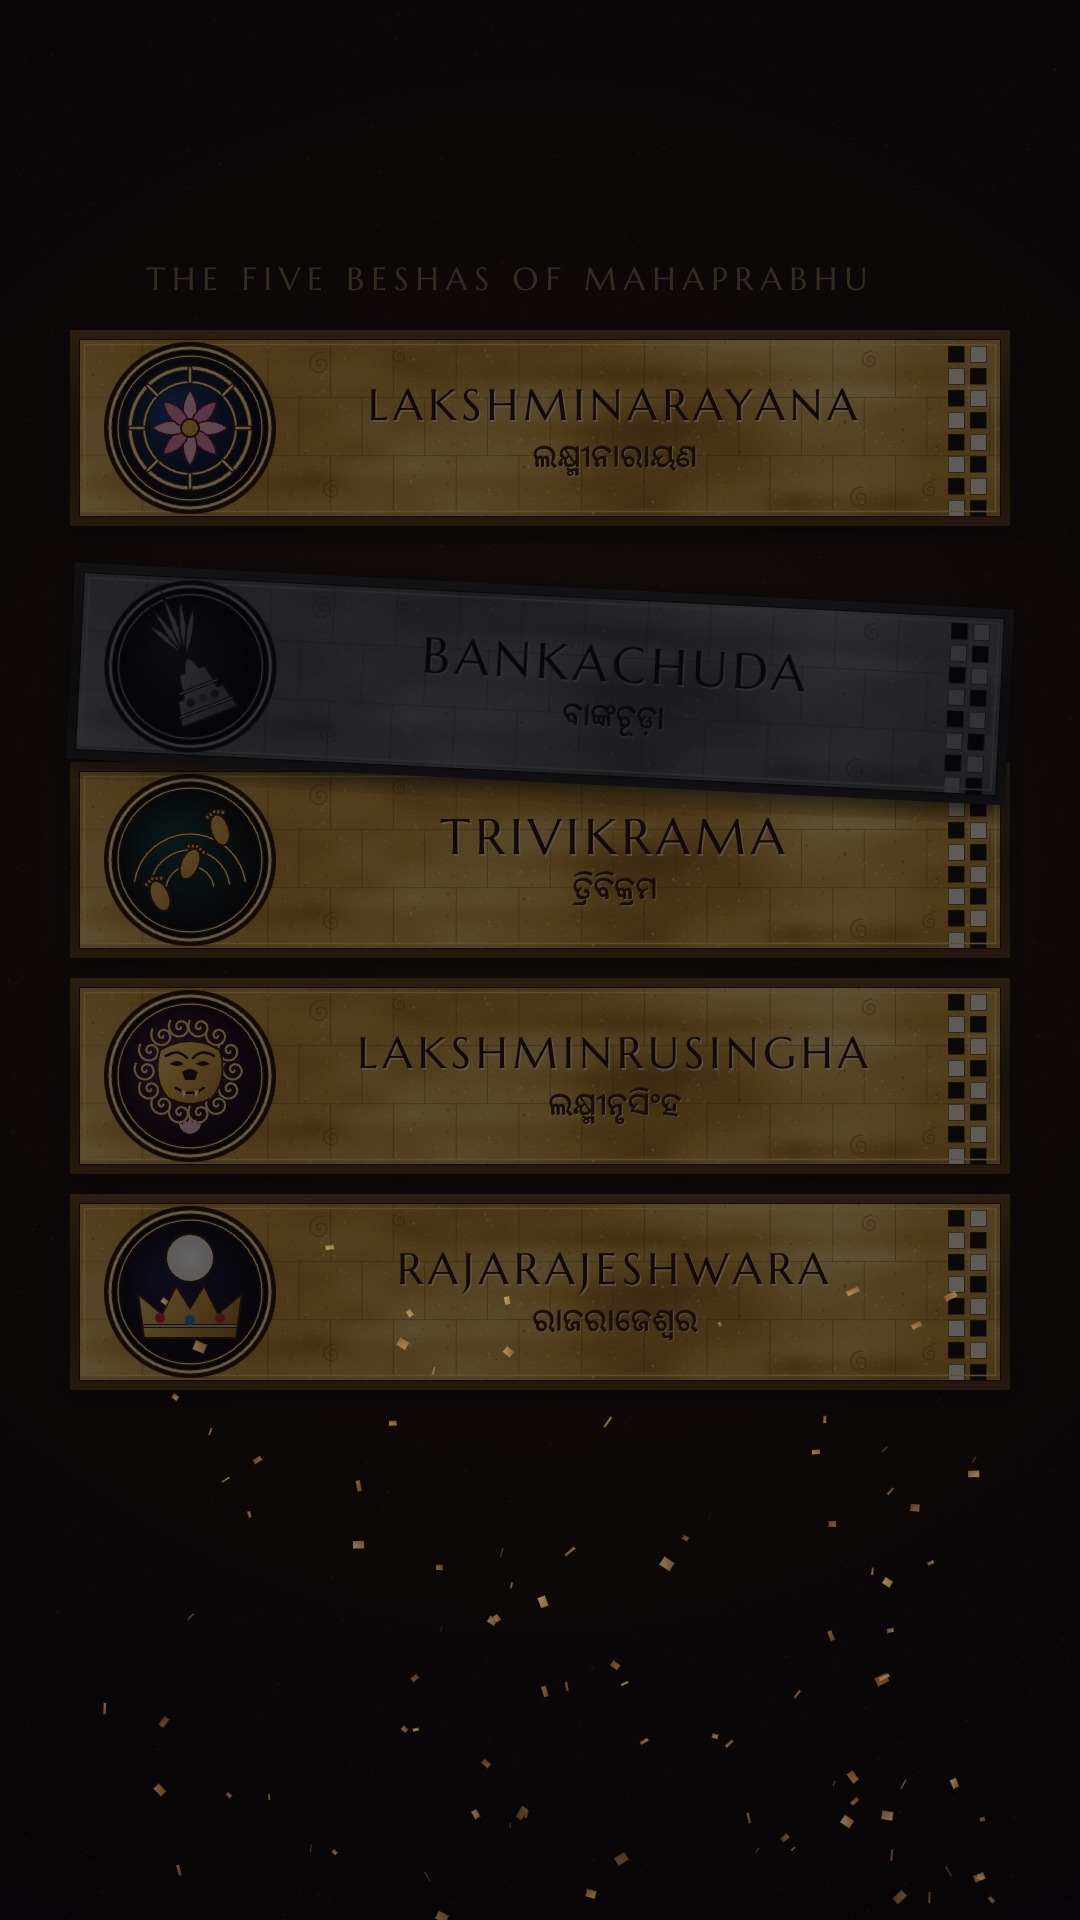 THE FIVE BESHAS OF MAHAPRABHU
LAKSHMINARAYANA
ଲକ୍ଷ୍ମୀନାରାୟଣ
BANKACHUDA
ବାଙ୍କଚୂଡ଼ା
TRIVIKRAMA
ତ୍ରିବିକ୍ରମ
LAKSHMINRUSINGHA
ଲକ୍ଷ୍ମୀନୃସିଂହ
RAJARAJESHWARA
ରାଜରାଜେଶ୍ୱର